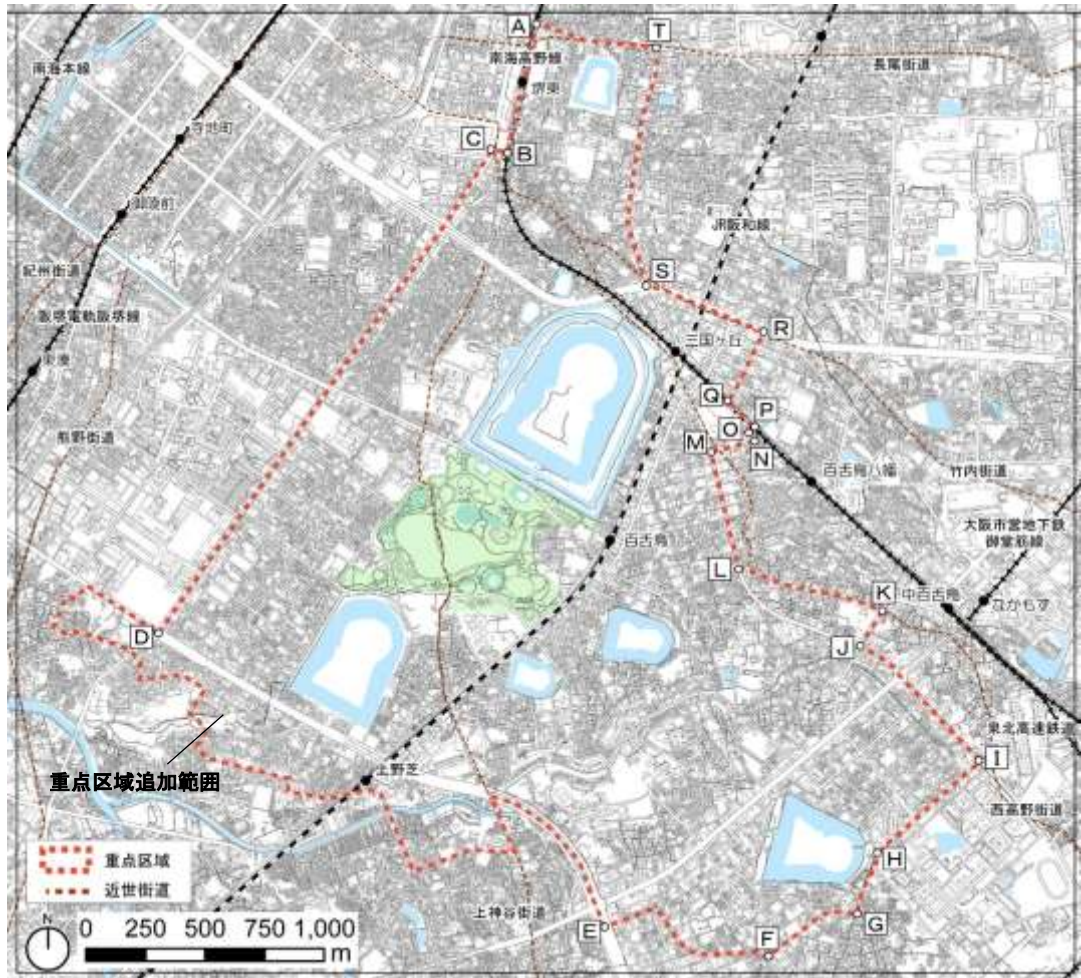 A
T
南海高野線
長尾街道
南海本線
堺東
寺地町
C
B
御陵前
JR阪和線
紀州街道
S
阪堺電軌阪堺線
R
三国ヶ丘
東湊
Q
P
O
M
N
熊野街道
百舌鳥八幡
竹内街道
大阪市営地下鉄
御堂筋線
百舌鳥
L
K
中百舌鳥
なかもず
D
J
泉北高速鉄道
I
重点区域追加範囲
上野芝
西高野街道
H
重点区域
近世街道
上神谷街道
G
E
F
N
0 250 500 750 1,000
m